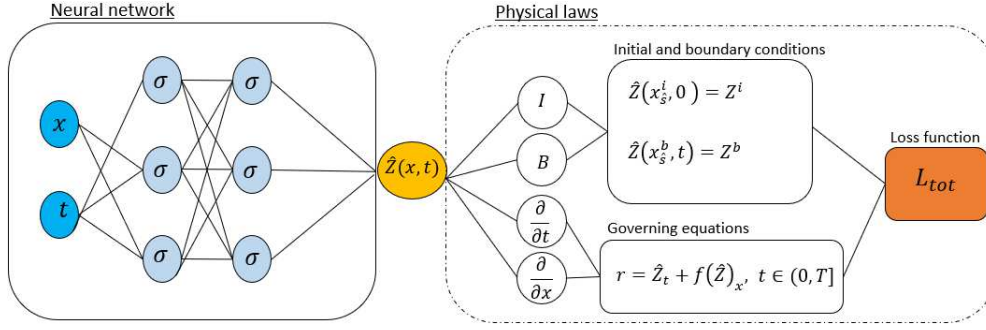 Neural network
x
t
σ
σ
σ
σ
σ
σ
Ẑ(x, t)
Physical laws
I
B
∂/∂t
∂/∂x
Initial and boundary conditions
Ẑ(x_ŝ^i, 0) = Z^i
Ẑ(x_ŝ^b, t) = Z^b
Governing equations
r = Ẑ_t + f(Ẑ)_x, t ∈ (0, T]
Loss function
L_tot